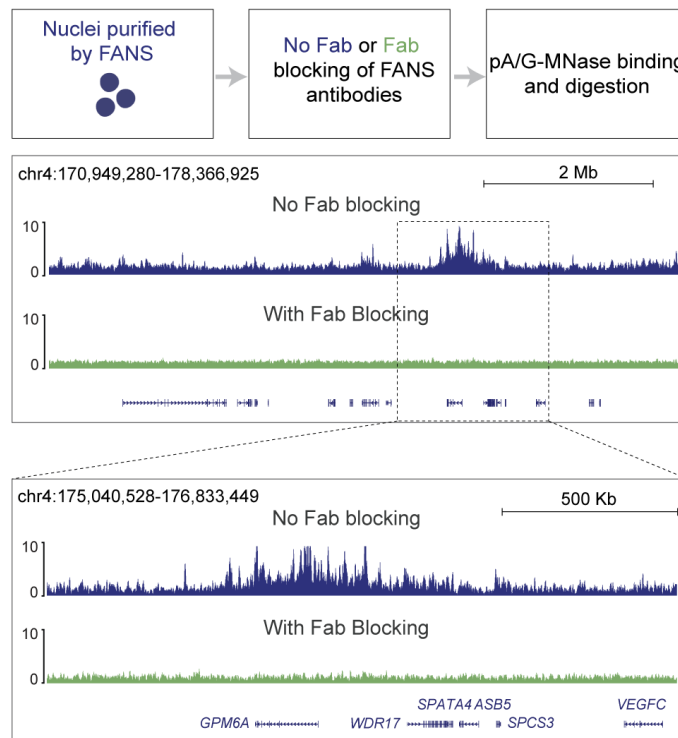 Nuclei purified
by FANS
No Fab or Fab
blocking of FANS
antibodies
pA/G-MNase binding
and digestion
chr4:170,949,280-178,366,925
2 Mb
No Fab blocking
10
0
With Fab Blocking
10
0
chr4:175,040,528-176,833,449
500 Kb
No Fab blocking
10
0
With Fab Blocking
10
0
SPATA4 ASB5
VEGFC
GPM6A
WDR17
SPCS3